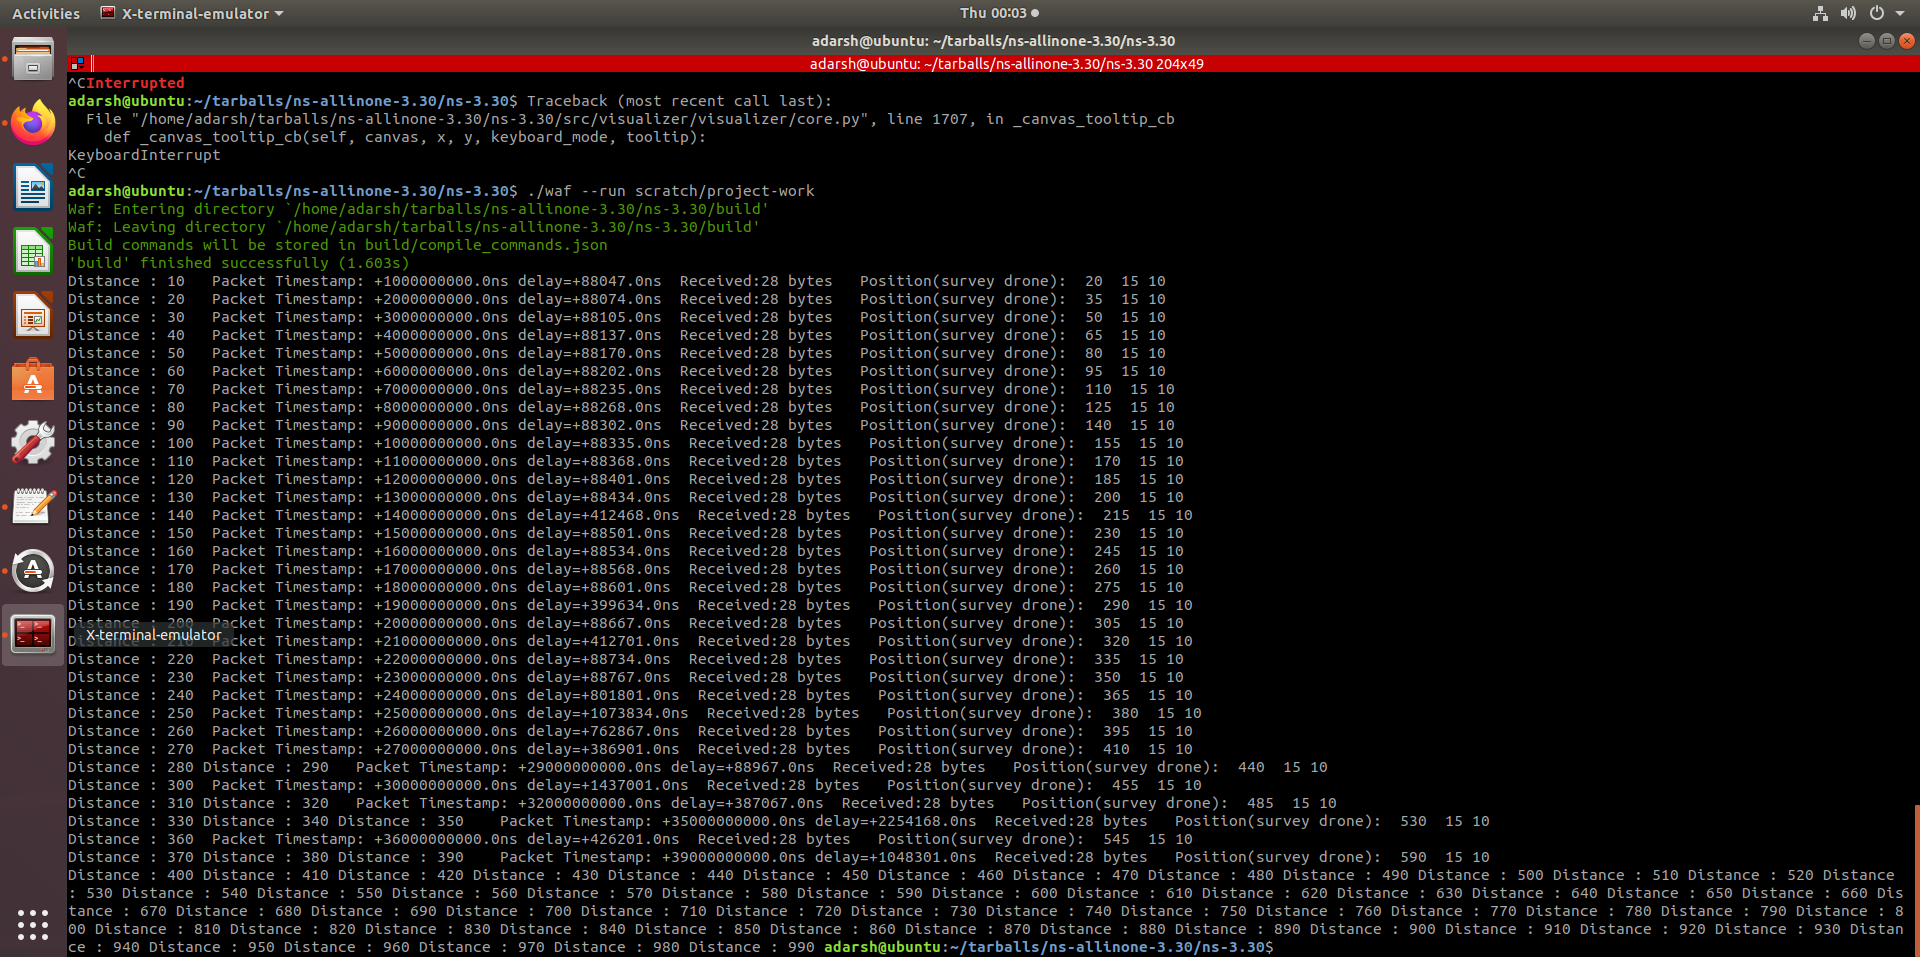 Activities X-terminal-emulator Thu 00:03
adarsh@ubuntu: ~/tarballs/ns-allinone-3.30/ns-3.30
adarsh@ubuntu: ~/tarballs/ns-allinone-3.30/ns-3.30 204x49
^CInterrupted
adarsh@ubuntu:~/tarballs/ns-allinone-3.30/ns-3.30$ Traceback (most recent call last):
  File "/home/adarsh/tarballs/ns-allinone-3.30/ns-3.30/src/visualizer/visualizer/core.py", line 1707, in _canvas_tooltip_cb
    def _canvas_tooltip_cb(self, canvas, x, y, keyboard_mode, tooltip):
KeyboardInterrupt
^C
adarsh@ubuntu:~/tarballs/ns-allinone-3.30/ns-3.30$ ./waf --run scratch/project-work
Waf: Entering directory `/home/adarsh/tarballs/ns-allinone-3.30/ns-3.30/build'
Waf: Leaving directory `/home/adarsh/tarballs/ns-allinone-3.30/ns-3.30/build'
Build commands will be stored in build/compile_commands.json
'build' finished successfully (1.603s)
Distance : 10   Packet Timestamp: +1000000000.0ns delay=+88047.0ns  Received:28 bytes   Position(survey drone):  20  15 10
Distance : 20   Packet Timestamp: +2000000000.0ns delay=+88074.0ns  Received:28 bytes   Position(survey drone):  35  15 10
Distance : 30   Packet Timestamp: +3000000000.0ns delay=+88105.0ns  Received:28 bytes   Position(survey drone):  50  15 10
Distance : 40   Packet Timestamp: +4000000000.0ns delay=+88137.0ns  Received:28 bytes   Position(survey drone):  65  15 10
Distance : 50   Packet Timestamp: +5000000000.0ns delay=+88170.0ns  Received:28 bytes   Position(survey drone):  80  15 10
Distance : 60   Packet Timestamp: +6000000000.0ns delay=+88202.0ns  Received:28 bytes   Position(survey drone):  95  15 10
Distance : 70   Packet Timestamp: +7000000000.0ns delay=+88235.0ns  Received:28 bytes   Position(survey drone):  110  15 10
Distance : 80   Packet Timestamp: +8000000000.0ns delay=+88268.0ns  Received:28 bytes   Position(survey drone):  125  15 10
Distance : 90   Packet Timestamp: +9000000000.0ns delay=+88302.0ns  Received:28 bytes   Position(survey drone):  140  15 10
Distance : 100  Packet Timestamp: +10000000000.0ns delay=+88335.0ns  Received:28 bytes   Position(survey drone):  155  15 10
Distance : 110  Packet Timestamp: +11000000000.0ns delay=+88368.0ns  Received:28 bytes   Position(survey drone):  170  15 10
Distance : 120  Packet Timestamp: +12000000000.0ns delay=+88401.0ns  Received:28 bytes   Position(survey drone):  185  15 10
Distance : 130  Packet Timestamp: +13000000000.0ns delay=+88434.0ns  Received:28 bytes   Position(survey drone):  200  15 10
Distance : 140  Packet Timestamp: +14000000000.0ns delay=+412468.0ns  Received:28 bytes   Position(survey drone):  215  15 10
Distance : 150  Packet Timestamp: +15000000000.0ns delay=+88501.0ns  Received:28 bytes   Position(survey drone):  230  15 10
Distance : 160  Packet Timestamp: +16000000000.0ns delay=+88534.0ns  Received:28 bytes   Position(survey drone):  245  15 10
Distance : 170  Packet Timestamp: +17000000000.0ns delay=+88568.0ns  Received:28 bytes   Position(survey drone):  260  15 10
Distance : 180  Packet Timestamp: +18000000000.0ns delay=+88601.0ns  Received:28 bytes   Position(survey drone):  275  15 10
Distance : 190  Packet Timestamp: +19000000000.0ns delay=+399634.0ns  Received:28 bytes   Position(survey drone):  290  15 10
Distance : 200  Packet Timestamp: +20000000000.0ns delay=+88667.0ns  Received:28 bytes   Position(survey drone):  305  15 10
X-terminal-emulator
Distance : 210  Packet Timestamp: +21000000000.0ns delay=+412701.0ns  Received:28 bytes   Position(survey drone):  320  15 10
Distance : 220  Packet Timestamp: +22000000000.0ns delay=+88734.0ns  Received:28 bytes   Position(survey drone):  335  15 10
Distance : 230  Packet Timestamp: +23000000000.0ns delay=+88767.0ns  Received:28 bytes   Position(survey drone):  350  15 10
Distance : 240  Packet Timestamp: +24000000000.0ns delay=+801801.0ns  Received:28 bytes   Position(survey drone):  365  15 10
Distance : 250  Packet Timestamp: +25000000000.0ns delay=+1073834.0ns  Received:28 bytes   Position(survey drone):  380  15 10
Distance : 260  Packet Timestamp: +26000000000.0ns delay=+762867.0ns  Received:28 bytes   Position(survey drone):  395  15 10
Distance : 270  Packet Timestamp: +27000000000.0ns delay=+386901.0ns  Received:28 bytes   Position(survey drone):  410  15 10
Distance : 280 Distance : 290   Packet Timestamp: +29000000000.0ns delay=+88967.0ns  Received:28 bytes   Position(survey drone):  440  15 10
Distance : 300  Packet Timestamp: +30000000000.0ns delay=+1437001.0ns  Received:28 bytes   Position(survey drone):  455  15 10
Distance : 310 Distance : 320   Packet Timestamp: +32000000000.0ns delay=+387067.0ns  Received:28 bytes   Position(survey drone):  485  15 10
Distance : 330 Distance : 340 Distance : 350    Packet Timestamp: +35000000000.0ns delay=+2254168.0ns  Received:28 bytes   Position(survey drone):  530  15 10
Distance : 360  Packet Timestamp: +36000000000.0ns delay=+426201.0ns  Received:28 bytes   Position(survey drone):  545  15 10
Distance : 370 Distance : 380 Distance : 390    Packet Timestamp: +39000000000.0ns delay=+1048301.0ns  Received:28 bytes   Position(survey drone):  590  15 10
Distance : 400 Distance : 410 Distance : 420 Distance : 430 Distance : 440 Distance : 450 Distance : 460 Distance : 470 Distance : 480 Distance : 490 Distance : 500 Distance : 510 Distance : 520 Distance
: 530 Distance : 540 Distance : 550 Distance : 560 Distance : 570 Distance : 580 Distance : 590 Distance : 600 Distance : 610 Distance : 620 Distance : 630 Distance : 640 Distance : 650 Distance : 660 Dis
tance : 670 Distance : 680 Distance : 690 Distance : 700 Distance : 710 Distance : 720 Distance : 730 Distance : 740 Distance : 750 Distance : 760 Distance : 770 Distance : 780 Distance : 790 Distance : 8
00 Distance : 810 Distance : 820 Distance : 830 Distance : 840 Distance : 850 Distance : 860 Distance : 870 Distance : 880 Distance : 890 Distance : 900 Distance : 910 Distance : 920 Distance : 930 Distan
ce : 940 Distance : 950 Distance : 960 Distance : 970 Distance : 980 Distance : 990 adarsh@ubuntu:~/tarballs/ns-allinone-3.30/ns-3.30$